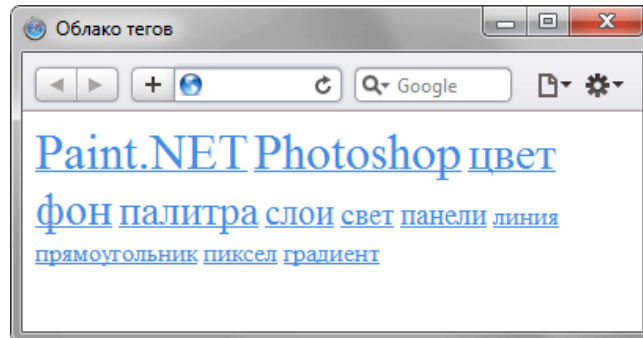 Облако тегов
Google
Paint.NET Photoshop цвет
фон палитра слои свет панели линия
прямоугольник пиксел градиент